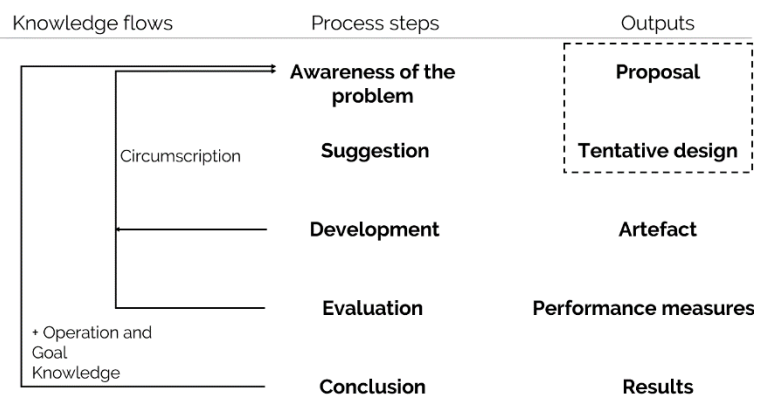 Knowledge flows Process steps Outputs
Awareness of the Proposal
problem
Circumscription Suggestion Tentative design
Development Artefact
Evaluation Performance measures
+ Operation and
Goal
Knowledge
Conclusion Results